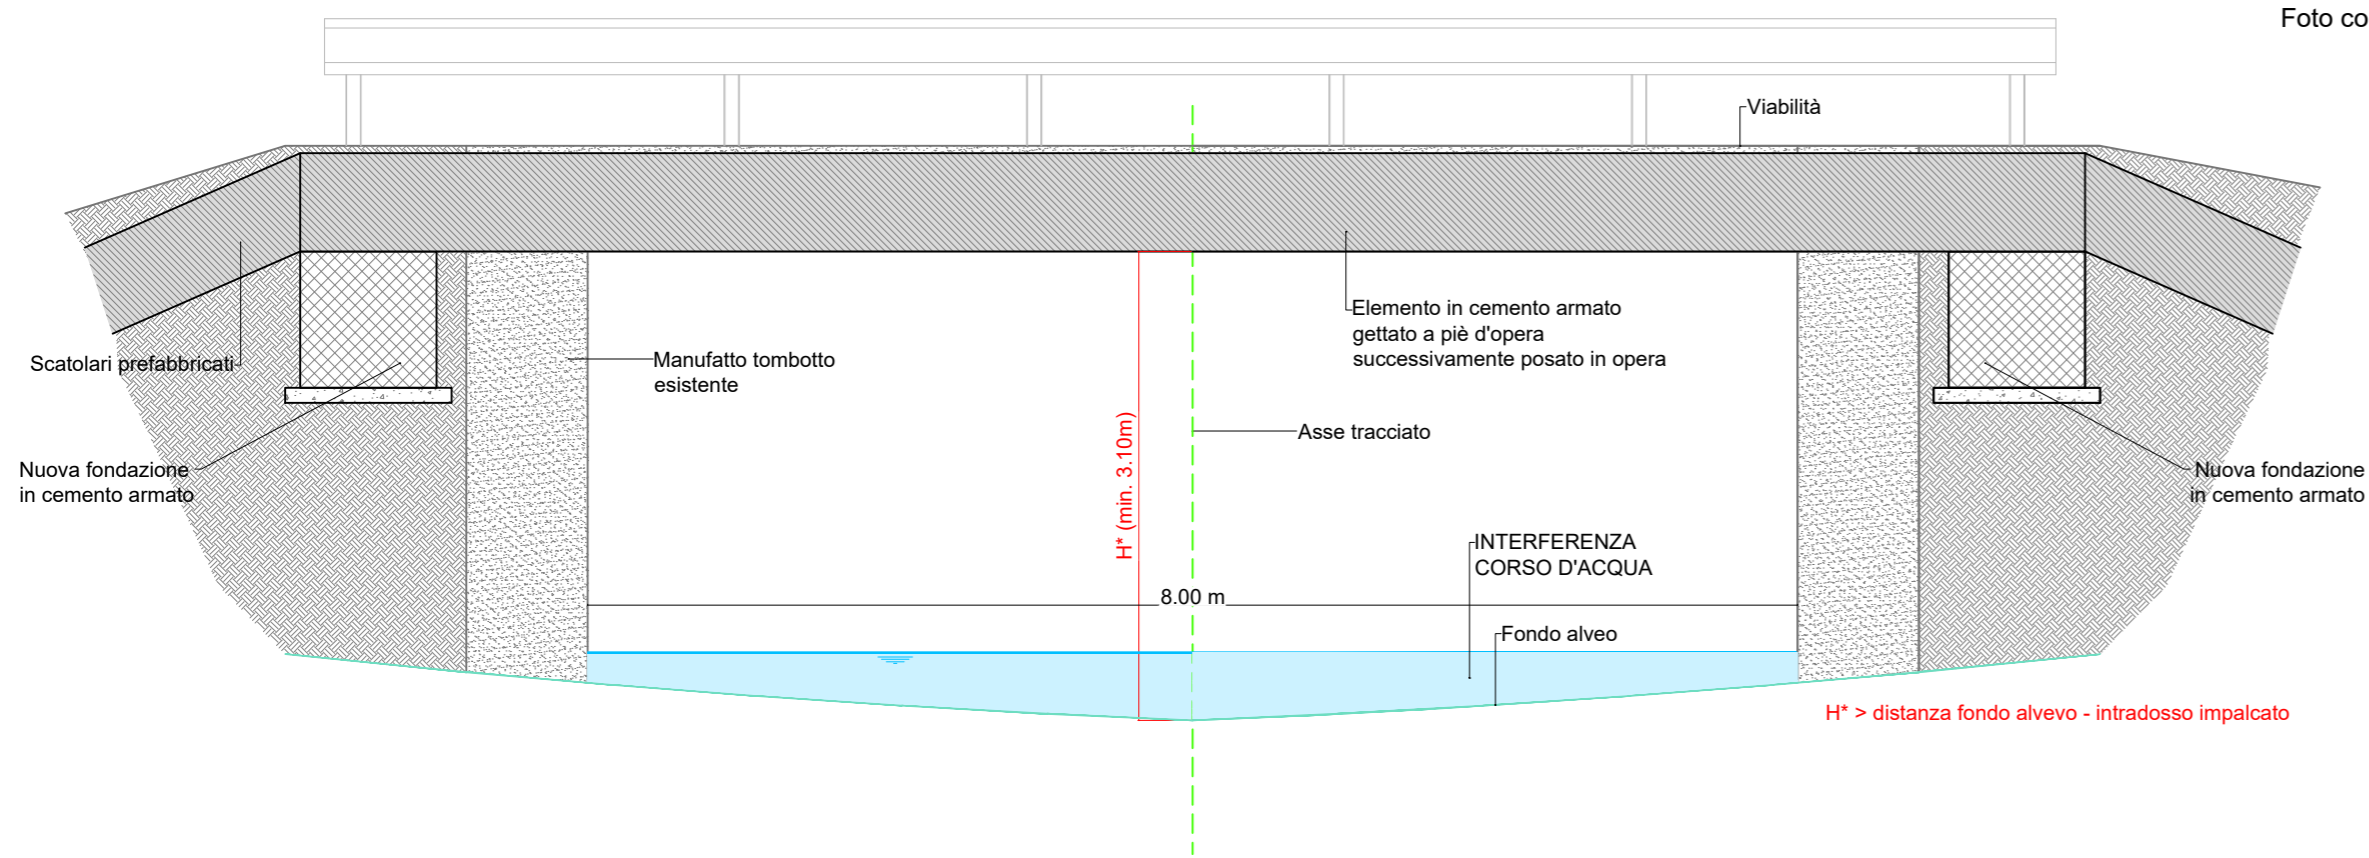 Foto co
Viabilità
Elemento in cemento armato
gettato a piè d'opera
successivamente posato in opera
Scatolari prefabbricati
Manufatto tombotto
esistente
Asse tracciato
H* (min. 3.10m)
Nuova fondazione
in cemento armato
Nuova fondazione
in cemento armato
INTERFERENZA
CORSO D'ACQUA
8.00 m
Fondo alveo
H* > distanza fondo alvevo - intradosso impalcato